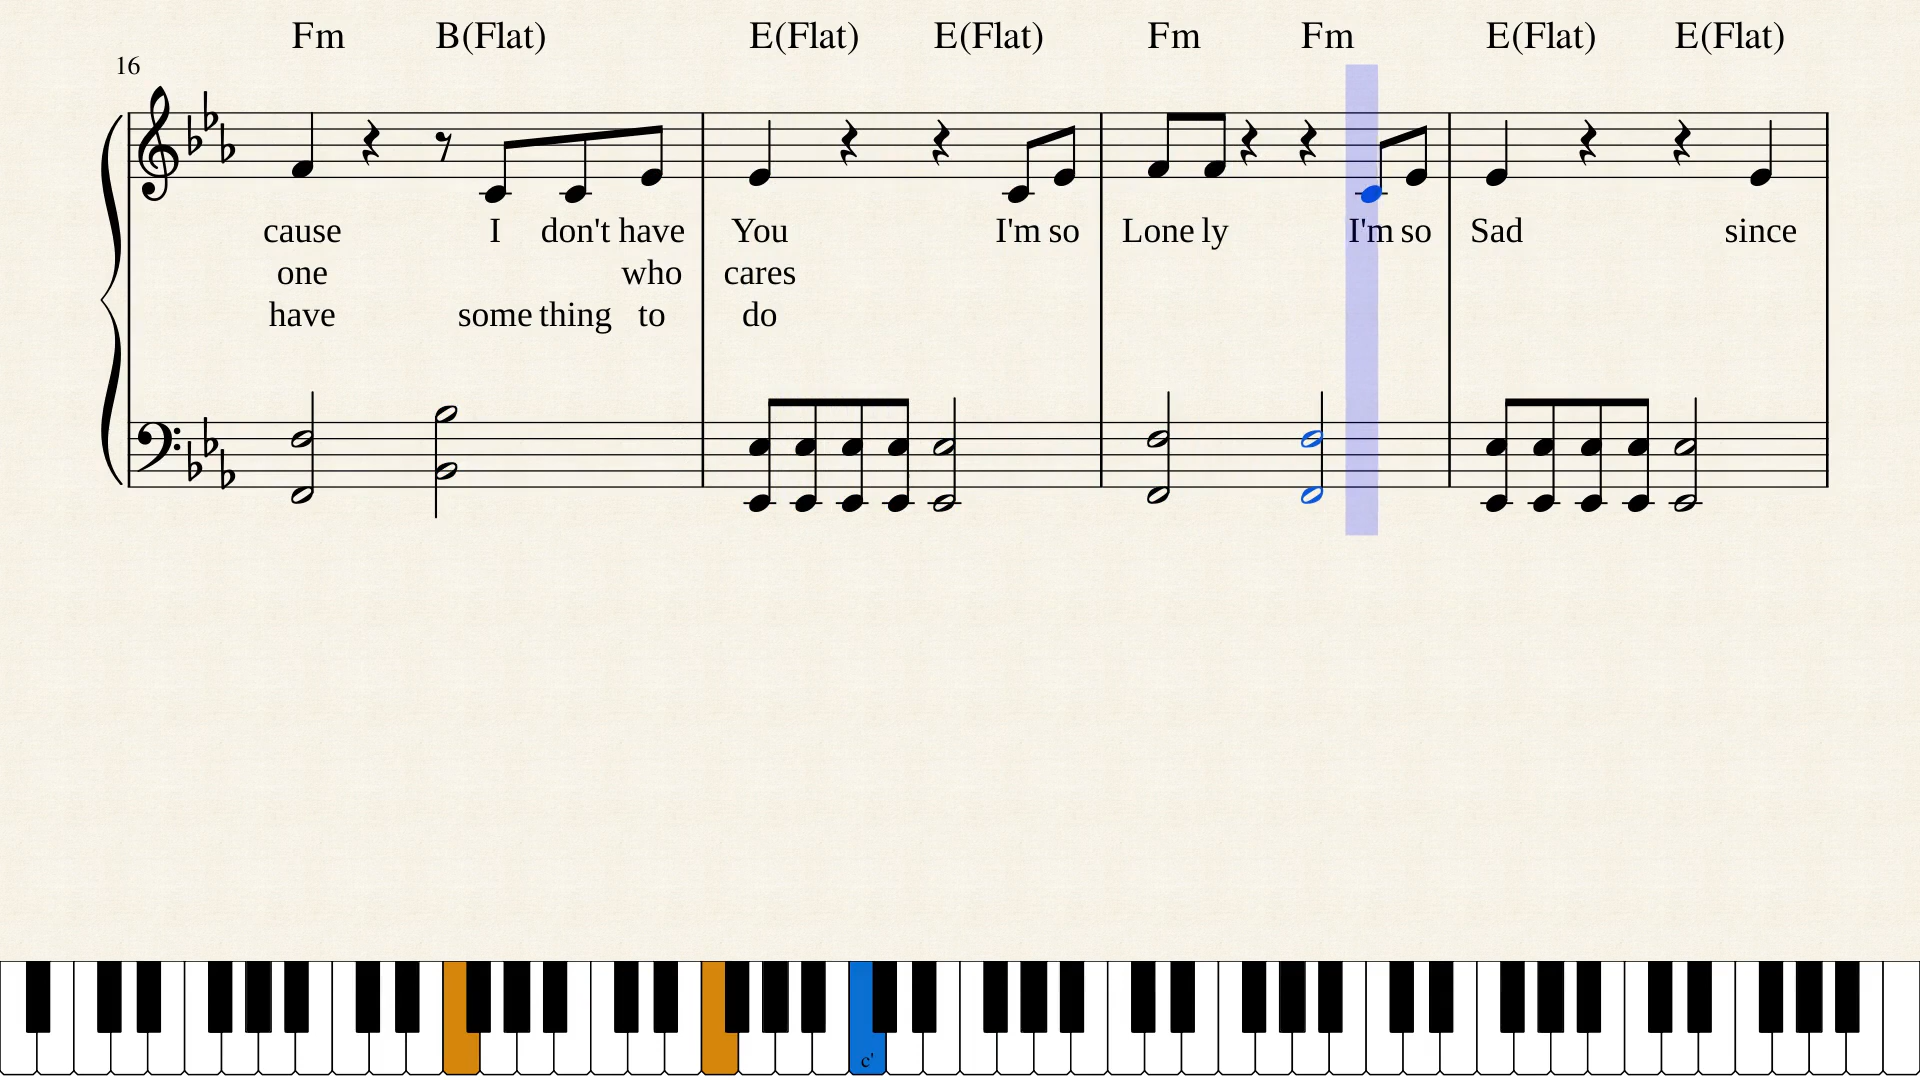 Fm B(Flat) E(Flat) E(Flat) Fm Fm E(Flat) E(Flat)
16
cause I don't have You I'm so Lone ly I'm so Sad since
one who cares
have some thing to do
c'